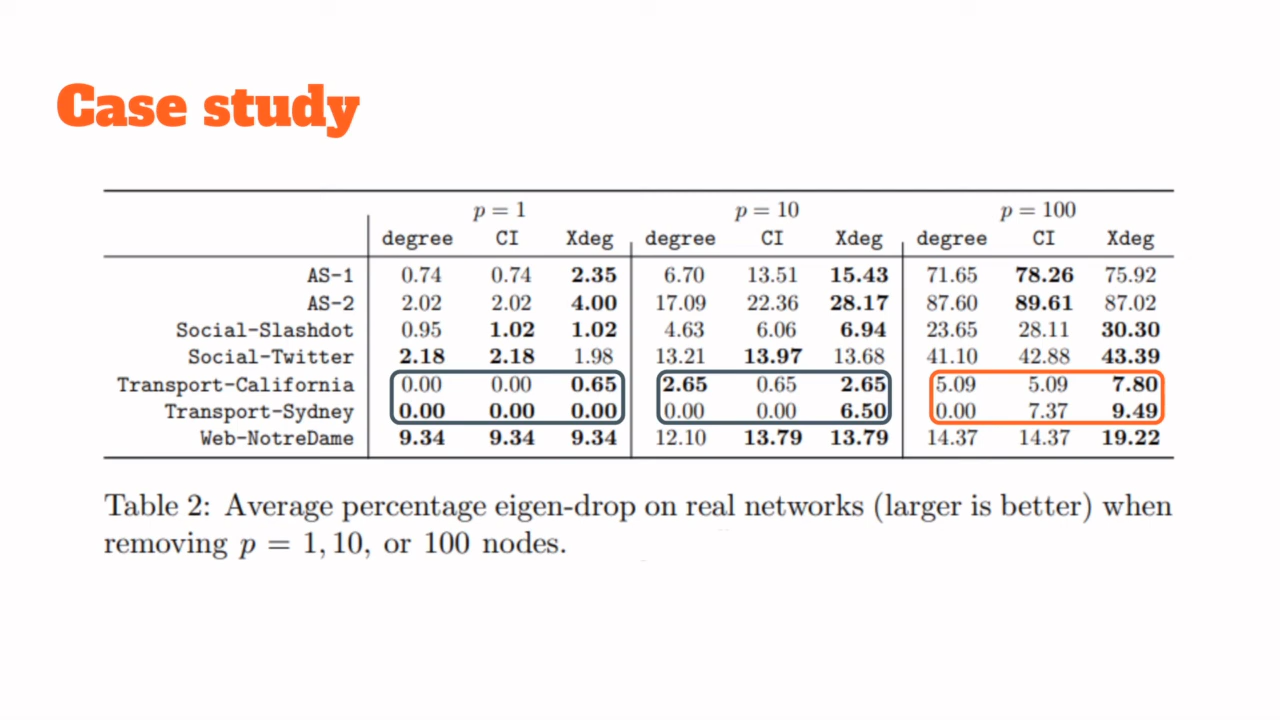 Case study
p = 1 p = 10 p = 100
degree CI Xdeg degree CI Xdeg degree CI Xdeg
AS-1 0.74 0.74 2.35 6.70 13.51 15.43 71.65 78.26 75.92
AS-2 2.02 2.02 4.00 17.09 22.36 28.17 87.60 89.61 87.02
Social-Slashdot 0.95 1.02 1.02 4.63 6.06 6.94 23.65 28.11 30.30
Social-Twitter 2.18 2.18 1.98 13.21 13.97 13.68 41.10 42.88 43.39
Transport-California 0.00 0.00 0.65 2.65 0.65 2.65 5.09 5.09 7.80
Transport-Sydney 0.00 0.00 0.00 0.00 0.00 6.50 0.00 7.37 9.49
Web-NotreDame 9.34 9.34 9.34 12.10 13.79 13.79 14.37 14.37 19.22
Table 2: Average percentage eigen-drop on real networks (larger is better) when
removing p = 1, 10, or 100 nodes.